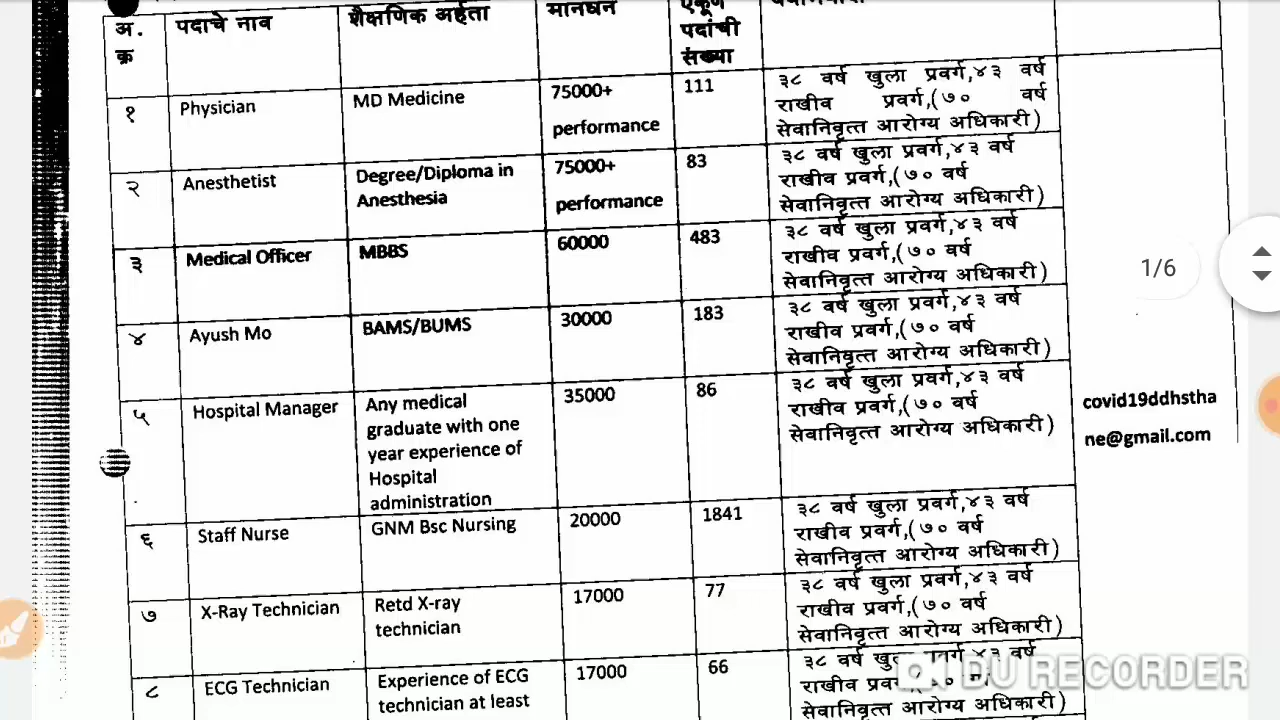 अ. क्र
पदाचे नाव
शैक्षणिक अर्हता
मानधन
पदांची
संख्या
१
Physician
MD Medicine
75000+
performance
111
३८ वर्ष खुला प्रवर्ग,४३ वर्ष
राखीव प्रवर्ग,(७० वर्ष
सेवानिवृत्त आरोग्य अधिकारी)
२
Anesthetist
Degree/Diploma in
Anesthesia
75000+
performance
83
३८ वर्ष खुला प्रवर्ग,४३ वर्ष
राखीव प्रवर्ग,(७० वर्ष
सेवानिवृत्त आरोग्य अधिकारी)
३
Medical Officer
MBBS
60000
483
३८ वर्ष खुला प्रवर्ग,४३ वर्ष
राखीव प्रवर्ग,(७० वर्ष
सेवानिवृत्त आरोग्य अधिकारी)
४
Ayush Mo
BAMS/BUMS
30000
183
३८ वर्ष खुला प्रवर्ग,४३ वर्ष
राखीव प्रवर्ग,(७० वर्ष
सेवानिवृत्त आरोग्य अधिकारी)
५
Hospital Manager
Any medical
graduate with one
year experience of
Hospital
administration
35000
86
३८ वर्ष खुला प्रवर्ग,४३ वर्ष
राखीव प्रवर्ग,(७० वर्ष
सेवानिवृत्त आरोग्य अधिकारी)
६
Staff Nurse
GNM Bsc Nursing
20000
1841
३८ वर्ष खुला प्रवर्ग,४३ वर्ष
राखीव प्रवर्ग,(७० वर्ष
सेवानिवृत्त आरोग्य अधिकारी)
७
X-Ray Technician
Retd X-ray
technician
17000
77
३८ वर्ष खुला प्रवर्ग,४३ वर्ष
राखीव प्रवर्ग,(७० वर्ष
सेवानिवृत्त आरोग्य अधिकारी)
८
ECG Technician
Experience of ECG
technician at least
17000
66
३८ वर्ष
४३ वर्ष
राखीव
सेवानिवृत्त आरोग्य अधिकारी)
covid19ddhstha
ne@gmail.com
1/6
DU RECORDER